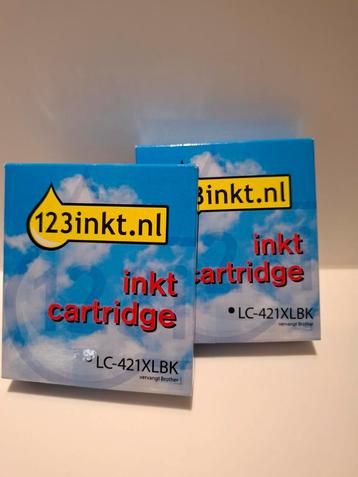 123inkt.nl
inkt
cartridge
LC-421XLBK
vervangt Brother
3inkt.nl
inkt
cartridge
LC-421XLBK
vervangt Brother